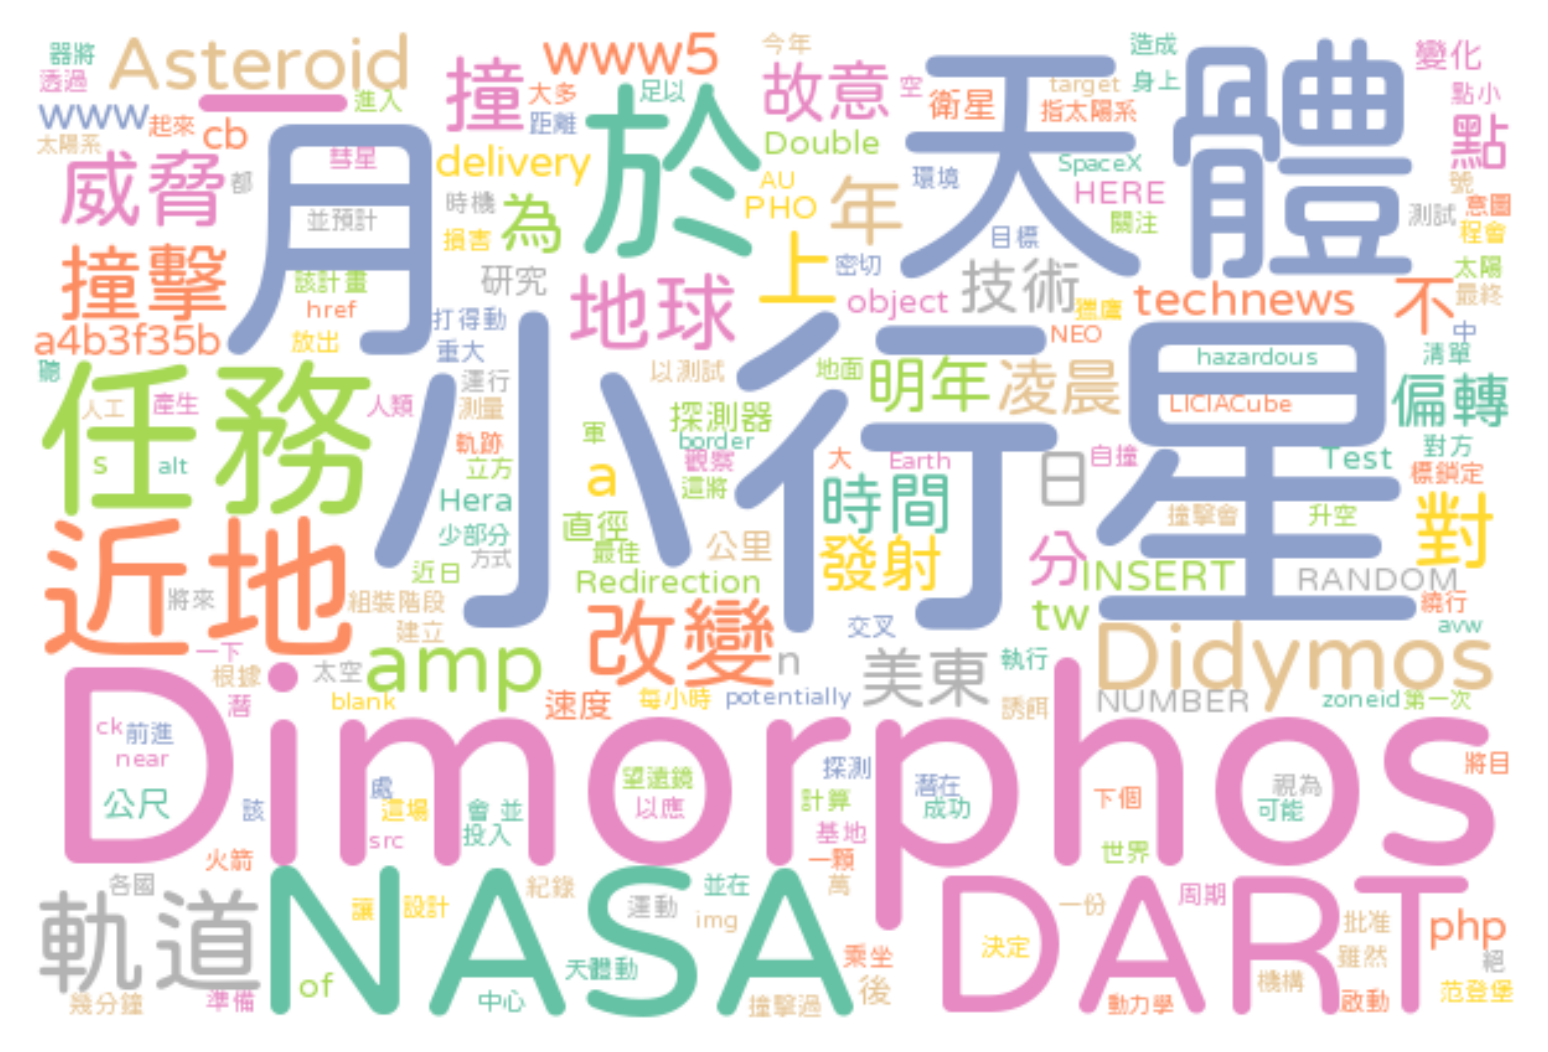 器將
Asteroid
撞
www5
今年
故意
天體
造成
變化
透過
一
進入
大多
足以
空
衛星
target
身上
點小
www
起來
cb
距離
於
指太陽系
點
太陽系
月
彗星
delivery
Double
SpaceX
號
威脅
都
並預計
時機
為
AU
PHO
年
環境
HERE
關注
測試
意圖
程會
損害
目標
撞擊
該計畫
研究
地球
上
密切
技術
太陽
href
object
獵鷹
technews
不
最終
a4b3f35b
放出
打得動
小行星
NEO
中
聽
重大
以測試
地面
明年
凌晨
hazardous
清單
任務
人工
產生
人類
運行
測量
探測器
LICIACube
偏轉
s
alt
軌跡
軍
border
觀察
大
Earth
日
自撞
Test
對方
立方
a
這將
時間
標鎖定
近地
Hera
直徑
撞擊會
升空
對
少部分
最佳
公里
發射
分
方式
近日
Redirection
INSERT
RANDOM
將來
組裝階段
改變
tw
繞行
建立
交叉
avw
一下
根據
太空
amp
n
美東
執行
Didymos
潛
blank
速度
每小時
potentially
誘餌
NUMBER
zoneid
第一次
Dimorphos
ck
前進
near
望遠鏡
探測
潛在
視為
將目
公尺
該
處
這場
會 並
以應
計算
成功
下個
可能
src
投入
基地
火箭
一顆
世界
軌道
各國
NASA
紀錄
並在
萬
DART
周期
讓
設計
運動
img
一份
批准
php
決定
雖然
絕
of
天體動
乘坐
機構
范登堡
幾分鐘
準備
中心
撞擊過
後
動力學
啟動